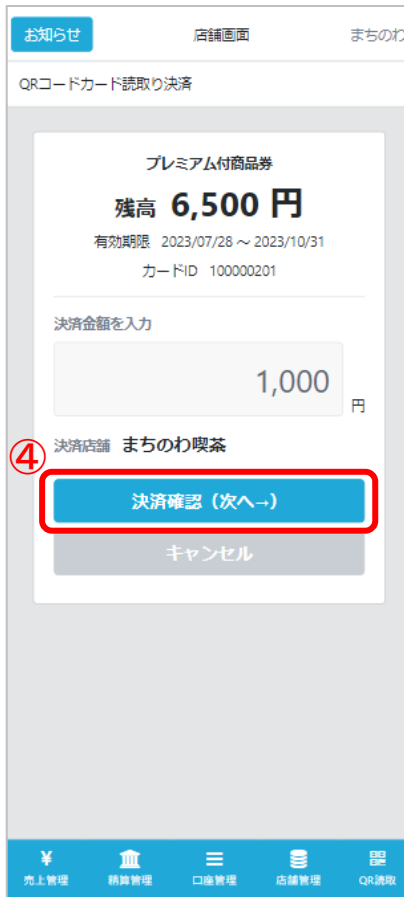 お知らせ 店舗画面 まちのわ
QRコードカード読取り決済
プレミアム付商品券
残高 6,500 円
有効期限 2023/07/28 ~ 2023/10/31
カードID 100000201
決済金額を入力
1,000 円
④
決済店舗 まちのわ喫茶
決済確認（次へ→）
キャンセル
¥ 売上管理 精算管理 口座管理 店舗管理 QR読取